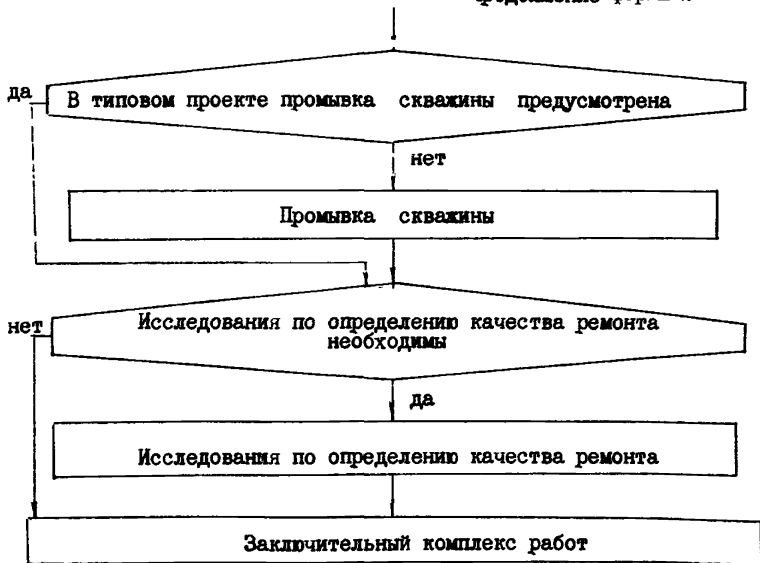 да
В типовом проекте промывка скважины предусмотрена
нет
Промывка скважины
нет
Исследования по определению качества ремонта
необходимы
да
Исследования по определению качества ремонта
Заключительный комплекс работ